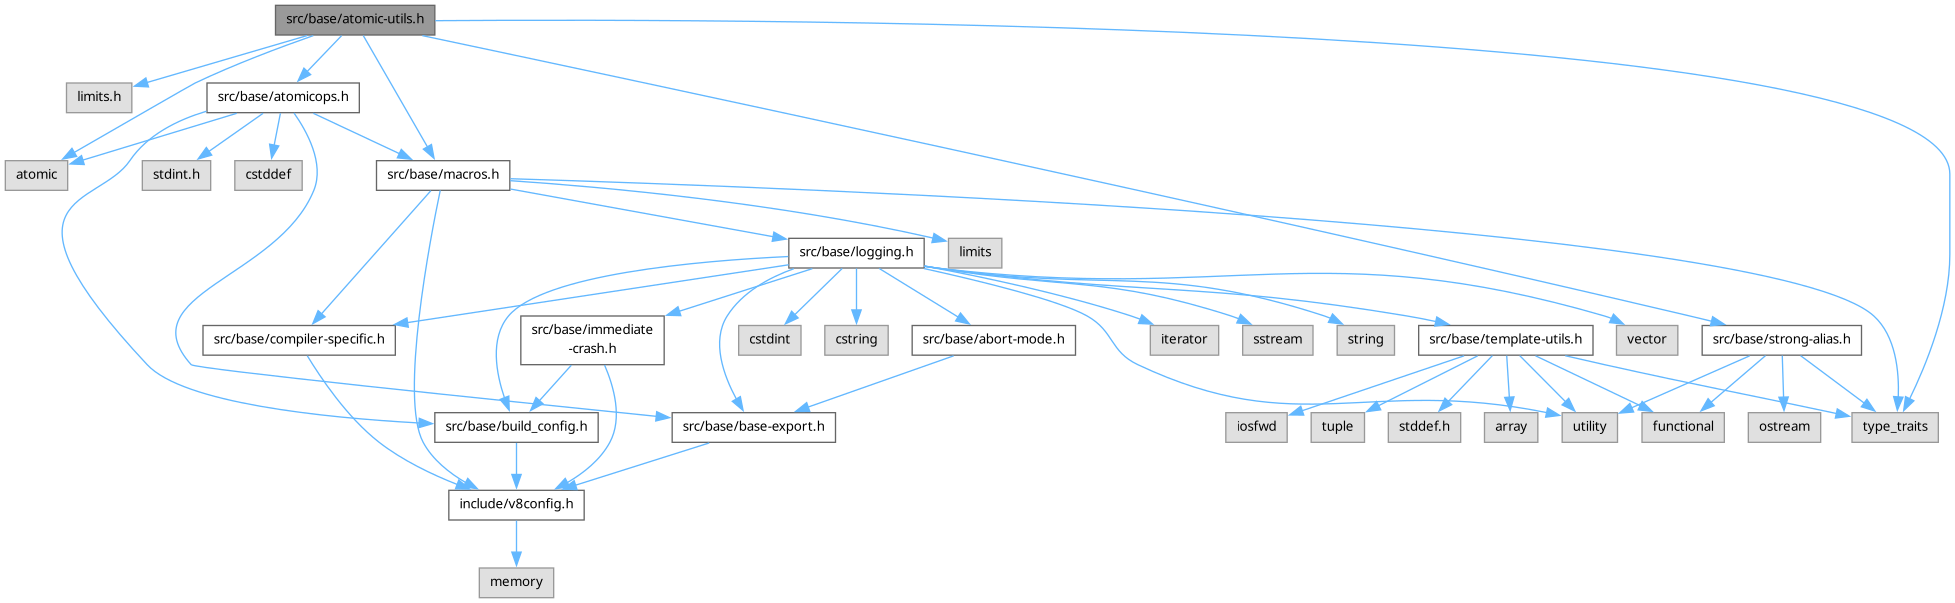 src/base/atomic-utils.h
limits.h
src/base/atomicops.h
atomic
stdint.h
cstddef
src/base/macros.h
src/base/logging.h
limits
src/base/compiler-specific.h
src/base/immediate
-crash.h
cstdint
cstring
src/base/abort-mode.h
iterator
sstream
string
src/base/template-utils.h
vector
src/base/strong-alias.h
src/base/build_config.h
src/base/base-export.h
iosfwd
tuple
stddef.h
array
utility
functional
ostream
type_traits
include/v8config.h
memory